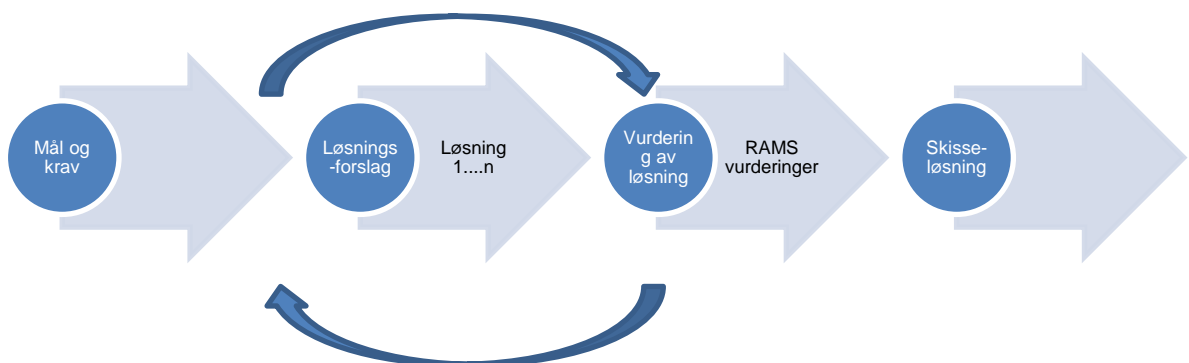 Mål og
krav
Løsnings
-forslag
Løsning
1....n
Vurderin
g av
løsning
RAMS
vurderinger
Skisse-
løsning